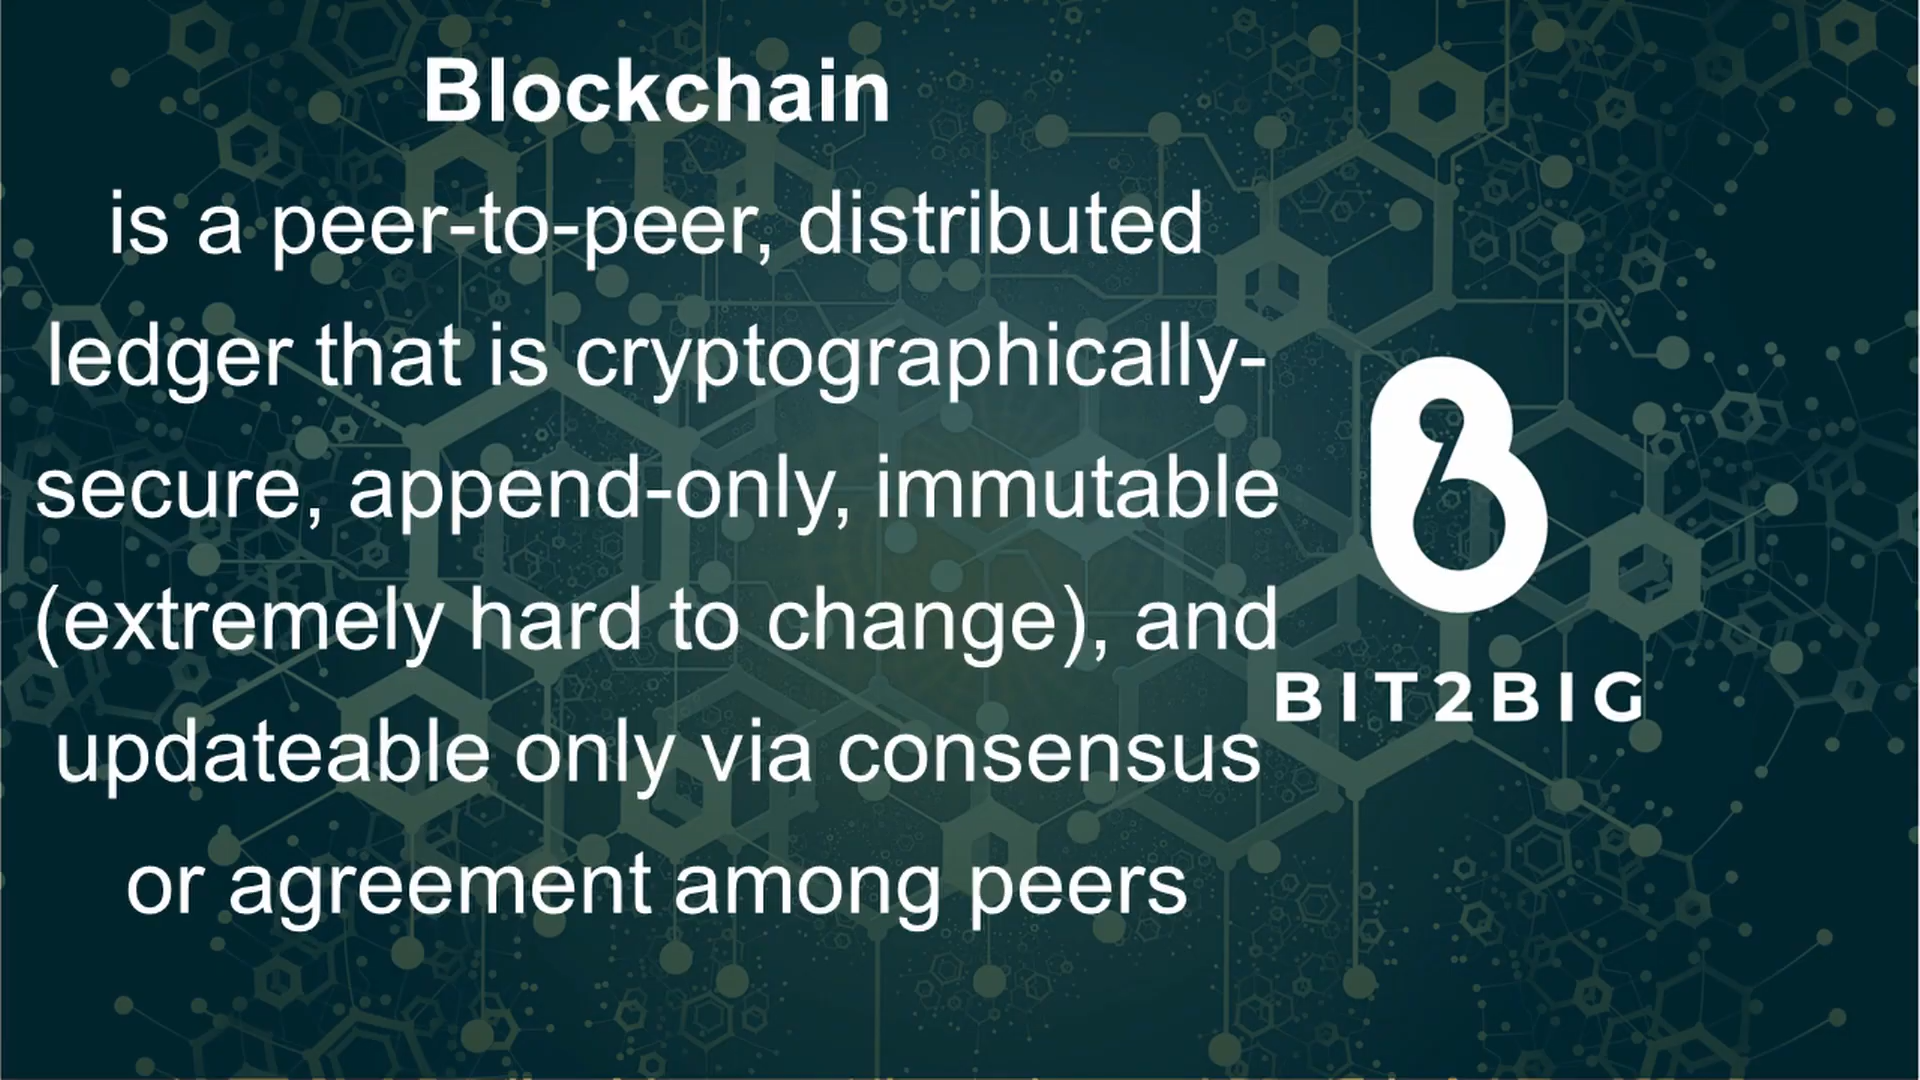 Blockchain
is a peer-to-peer, distributed
ledger that is cryptographically-
secure, append-only, immutable
(extremely hard to change), and
updateable only via consensus
or agreement among peers
BIT2BIG